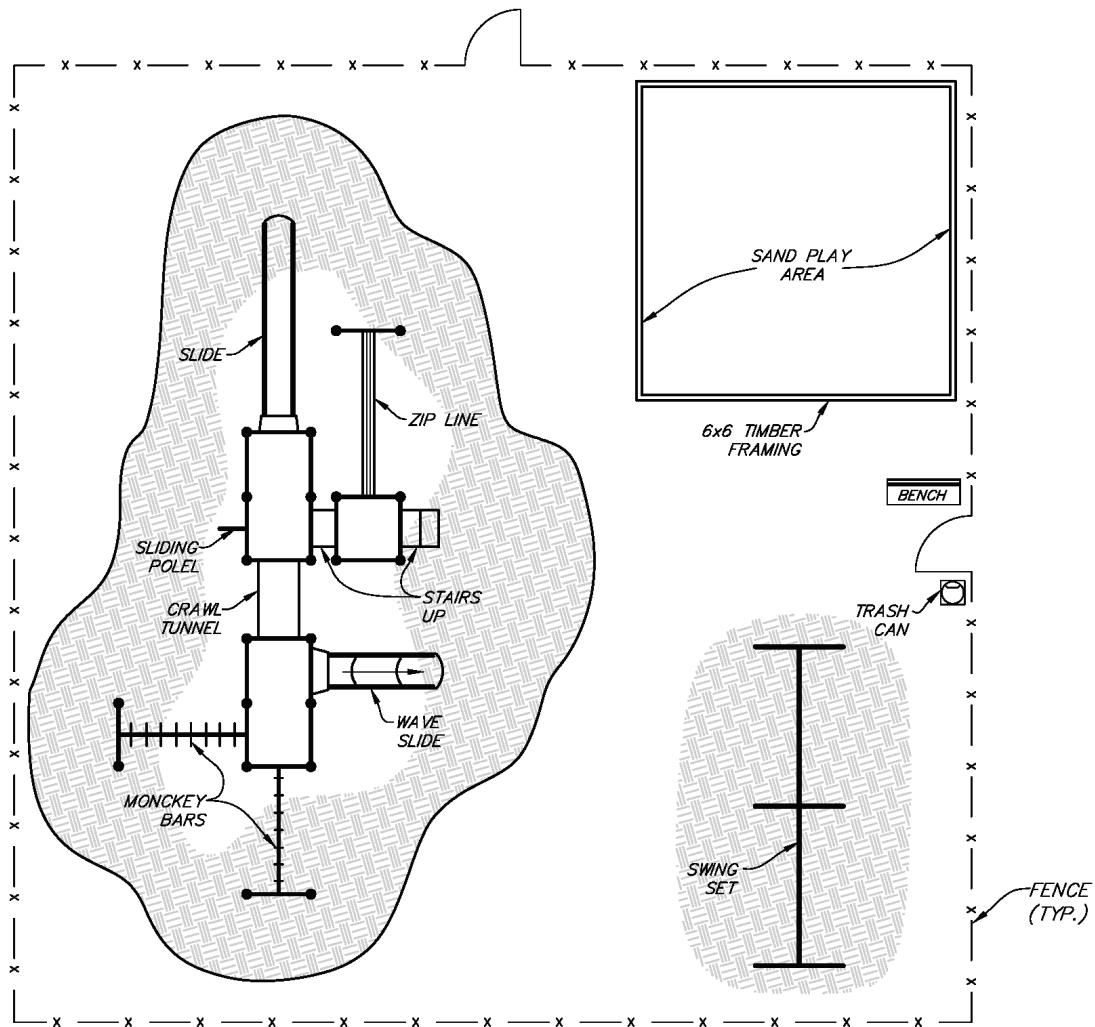 SAND PLAY
AREA
SLIDE
ZIP LINE
6x6 TIMBER
FRAMING
BENCH
SLIDING
POLEL
CRAWL
TUNNEL
STAIRS
UP
TRASH
CAN
WAVE
SLIDE
MONCKEY
BARS
SWING
SET
FENCE
(TYP.)